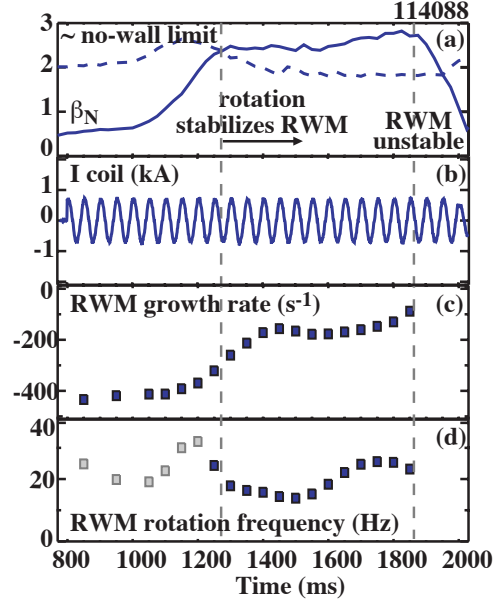 114088
3
~ no-wall limit
(a)
2
1
βN
rotation
stabilizes RWM
RWM
unstable
0
I coil (kA)
(b)
1
0
-1
0
RWM growth rate (s-1)
(c)
-200
-400
40
(d)
20
RWM rotation frequency (Hz)
0
800 1000 1200 1400 1600 1800 2000
Time (ms)